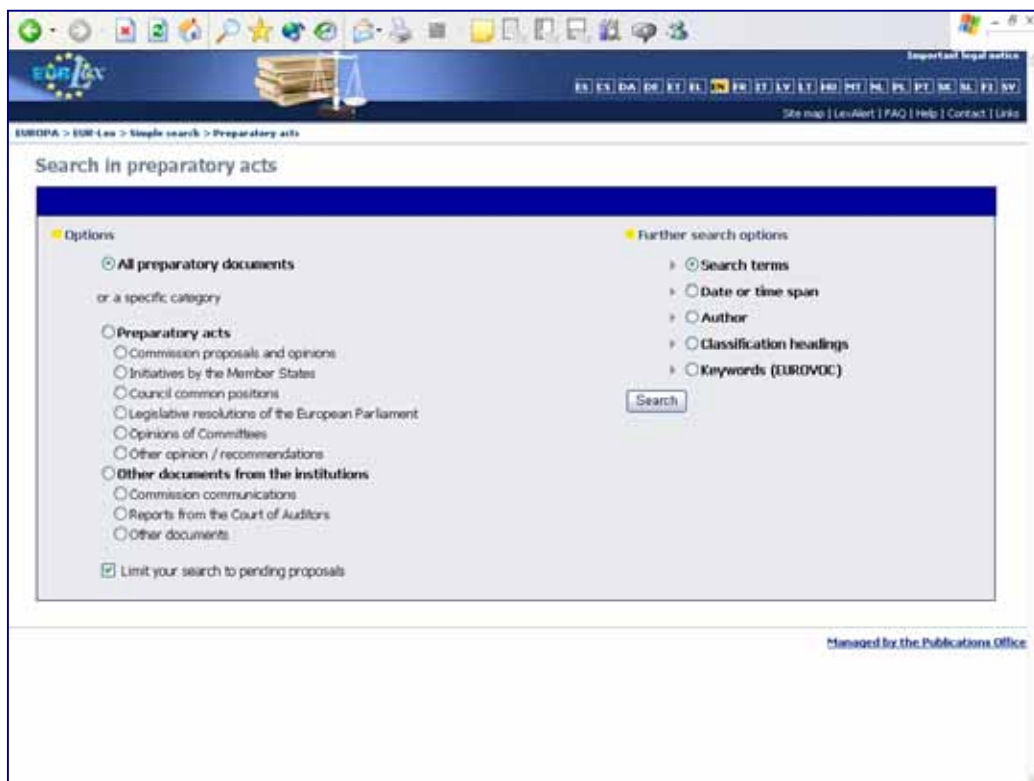 EUR Lex
Important legal notice
ES CS DA DE ET EL EN FR IT LV LT HU MT NL PL PT SK SL FI SV
Site map | LexAlert | FAQ | Help | Contact | Links
EUROPA > EUR-Lex > Simple search > Preparatory acts
Search in preparatory acts
Options
All preparatory documents
or a specific category
Preparatory acts
Commission proposals and opinions
Initiatives by the Member States
Council common positions
Legislative resolutions of the European Parliament
Opinions of Committees
Other opinion / recommendations
Other documents from the institutions
Commission communications
Reports from the Court of Auditors
Other documents
Limit your search to pending proposals
Further search options
Search terms
Date or time span
Author
Classification headings
Keywords (EUROVOC)
Search
Managed by the Publications Office